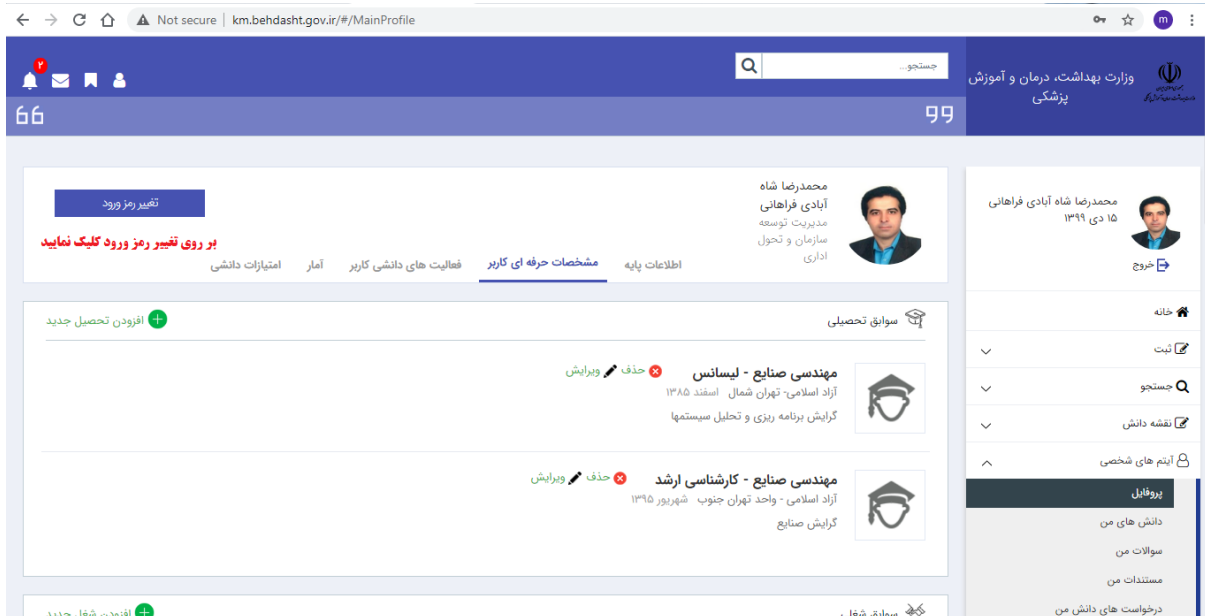 Not secure | km.behdasht.gov.ir/#/MainProfile
m
۲
جستجو...
وزارت بهداشت، درمان و آموزش
پزشکی
محمدرضا شاه آبادی فراهانی
۱۵ دی ۱۳۹۹
خروج
خانه
ثبت
جستجو
نقشه دانش
آیتم های شخصی
پروفایل
دانش های من
سوالات من
مستندات من
درخواست های دانش من
محمدرضا شاه
آبادی فراهانی
مدیریت توسعه
سازمان و تحول
اداری
تغییر رمز ورود
بر روی تغییر رمز ورود کلیک نمایید
اطلاعات پایه مشخصات حرفه ای کاربر فعالیت های دانشی کاربر آمار امتیازات دانشی
سوابق تحصیلی افزودن تحصیل جدید
مهندسی صنایع - لیسانس حذف ویرایش
آزاد اسلامی- تهران شمال اسفند ۱۳۸۵
گرایش برنامه ریزی و تحلیل سیستمها
مهندسی صنایع - کارشناسی ارشد حذف ویرایش
آزاد اسلامی - واحد تهران جنوب شهریور ۱۳۹۵
گرایش صنایع
سوابق شغلی افزودن شغل جدید